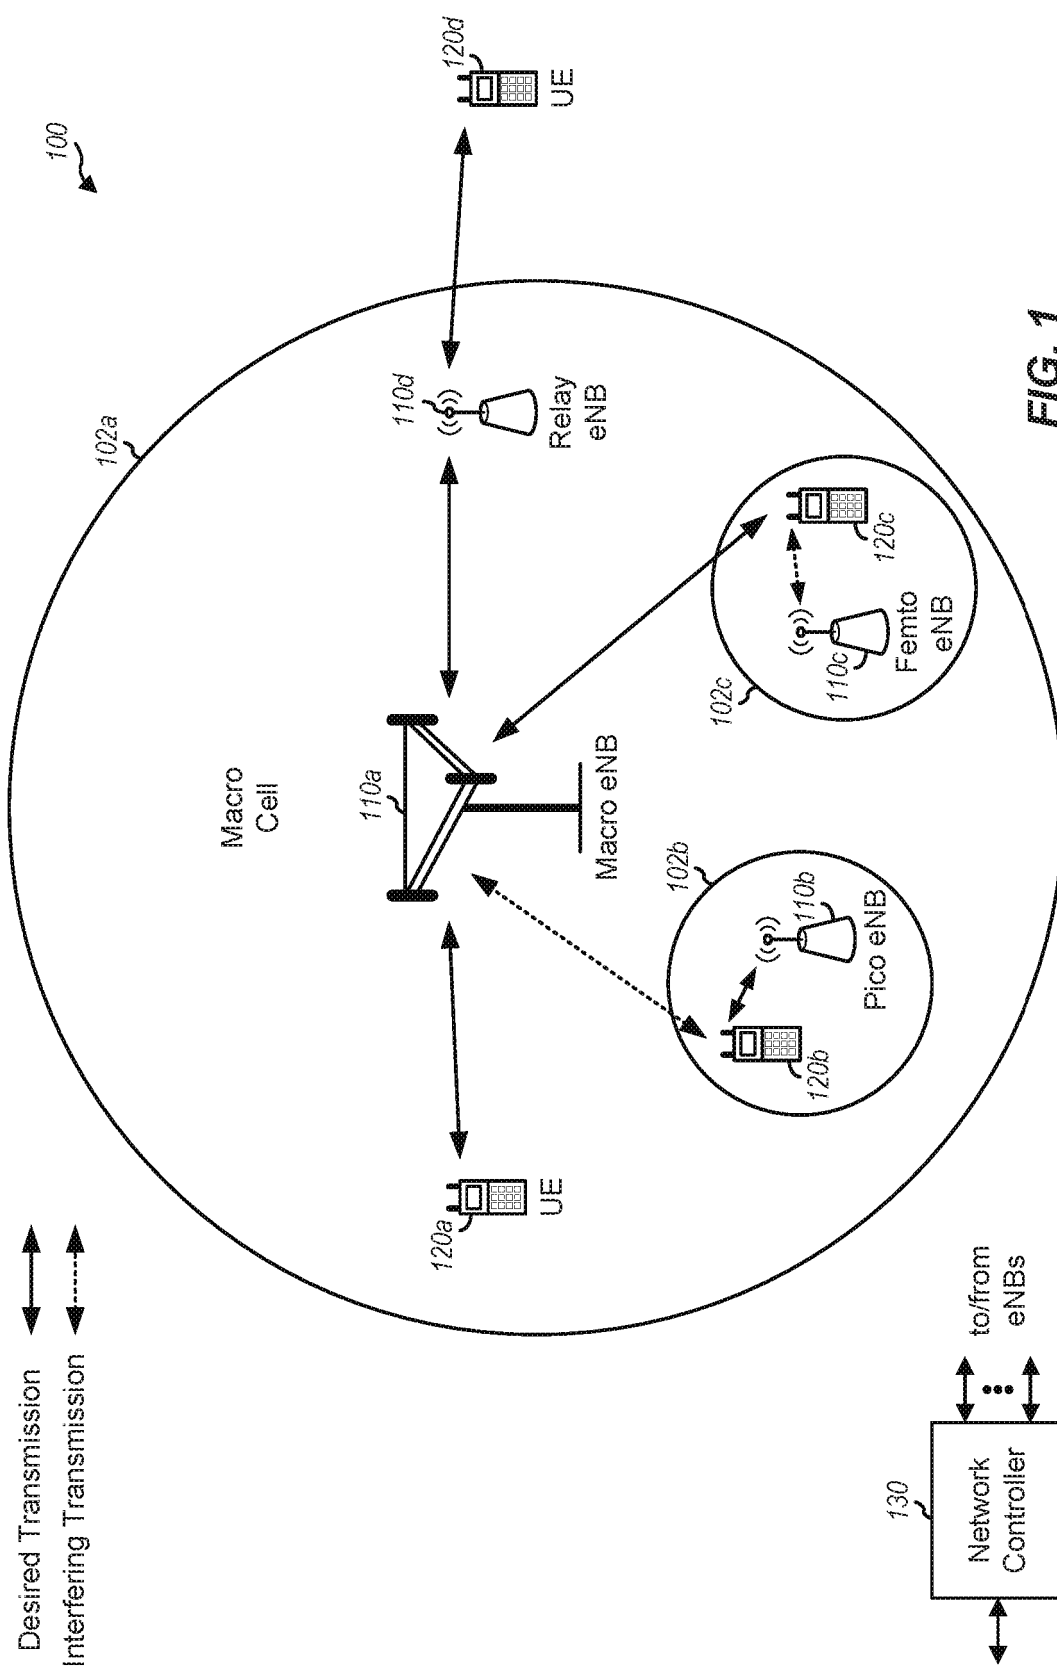 Desired Transmission
Interfering Transmission
100
102a
Macro
Cell
110a
110d
120d
120a
UE
Macro eNB
Relay
eNB
UE
102b
110b
120b
Pico eNB
102c
110c
120c
Femto
eNB
130
Network
Controller
to/from
eNBs
FIG. 1